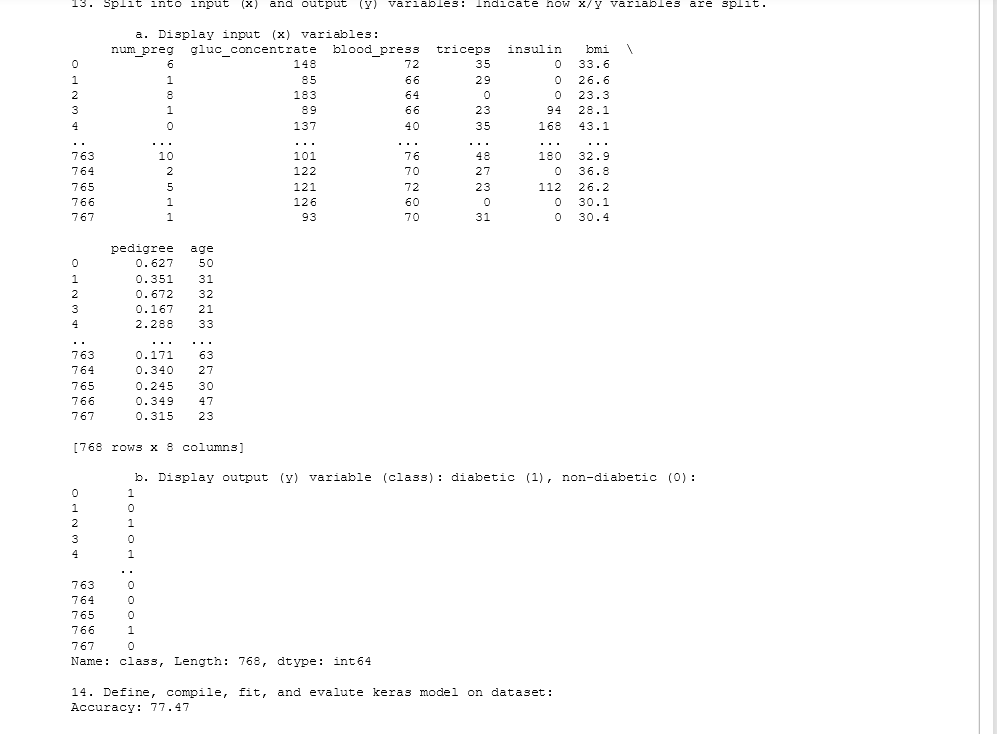 13. Split into input (x) and output (y) variables: Indicate how x/y variables are split.
a. Display input (x) variables:
num_preg gluc_concentrate blood_press triceps insulin bmi \
0 6 148 72 35 0 33.6
1 1 85 66 29 0 26.6
2 8 183 64 0 0 23.3
3 1 89 66 23 94 28.1
4 0 137 40 35 168 43.1
.. ... ... ... ... ... ...
763 10 101 76 48 180 32.9
764 2 122 70 27 0 36.8
765 5 121 72 23 112 26.2
766 1 126 60 0 0 30.1
767 1 93 70 31 0 30.4
pedigree age
0 0.627 50
1 0.351 31
2 0.672 32
3 0.167 21
4 2.288 33
.. ... ...
763 0.171 63
764 0.340 27
765 0.245 30
766 0.349 47
767 0.315 23
[768 rows x 8 columns]
b. Display output (y) variable (class): diabetic (1), non-diabetic (0):
0 1
1 0
2 1
3 0
4 1
..
763 0
764 0
765 0
766 1
767 0
Name: class, Length: 768, dtype: int64
14. Define, compile, fit, and evalute keras model on dataset:
Accuracy: 77.47